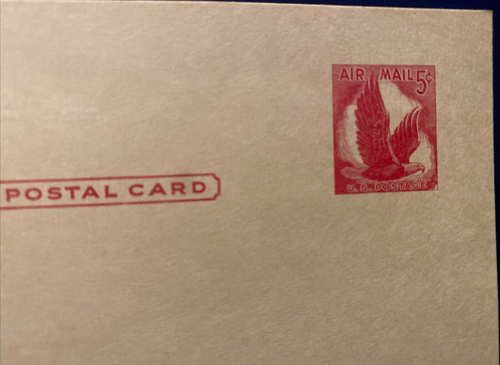 AIR MAIL 5¢
U.S. POSTAGE
POSTAL CARD